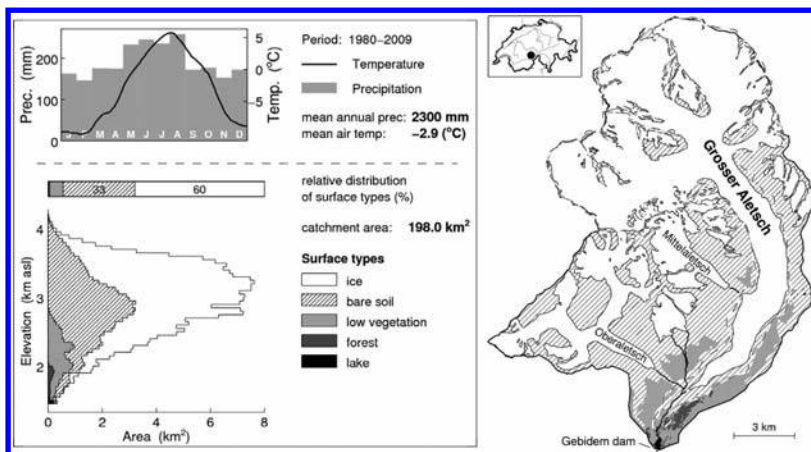 200
100
0
Prec. (mm)
J F M A M J J A S O N D
5
0
−5
Temp. (°C)
Period: 1980−2009
Temperature
Precipitation
mean annual prec: 2300 mm
mean air temp: −2.9 (°C)
33
60
relative distribution
of surface types (%)
catchment area: 198.0 km²
Surface types
ice
bare soil
low vegetation
forest
lake
4
3
2
Elevation (km asl)
0 2 4 6 8
Area (km²)
Grosser Aletsch
Mittelaletsch
Oberaletsch
Gebidem dam
3 km